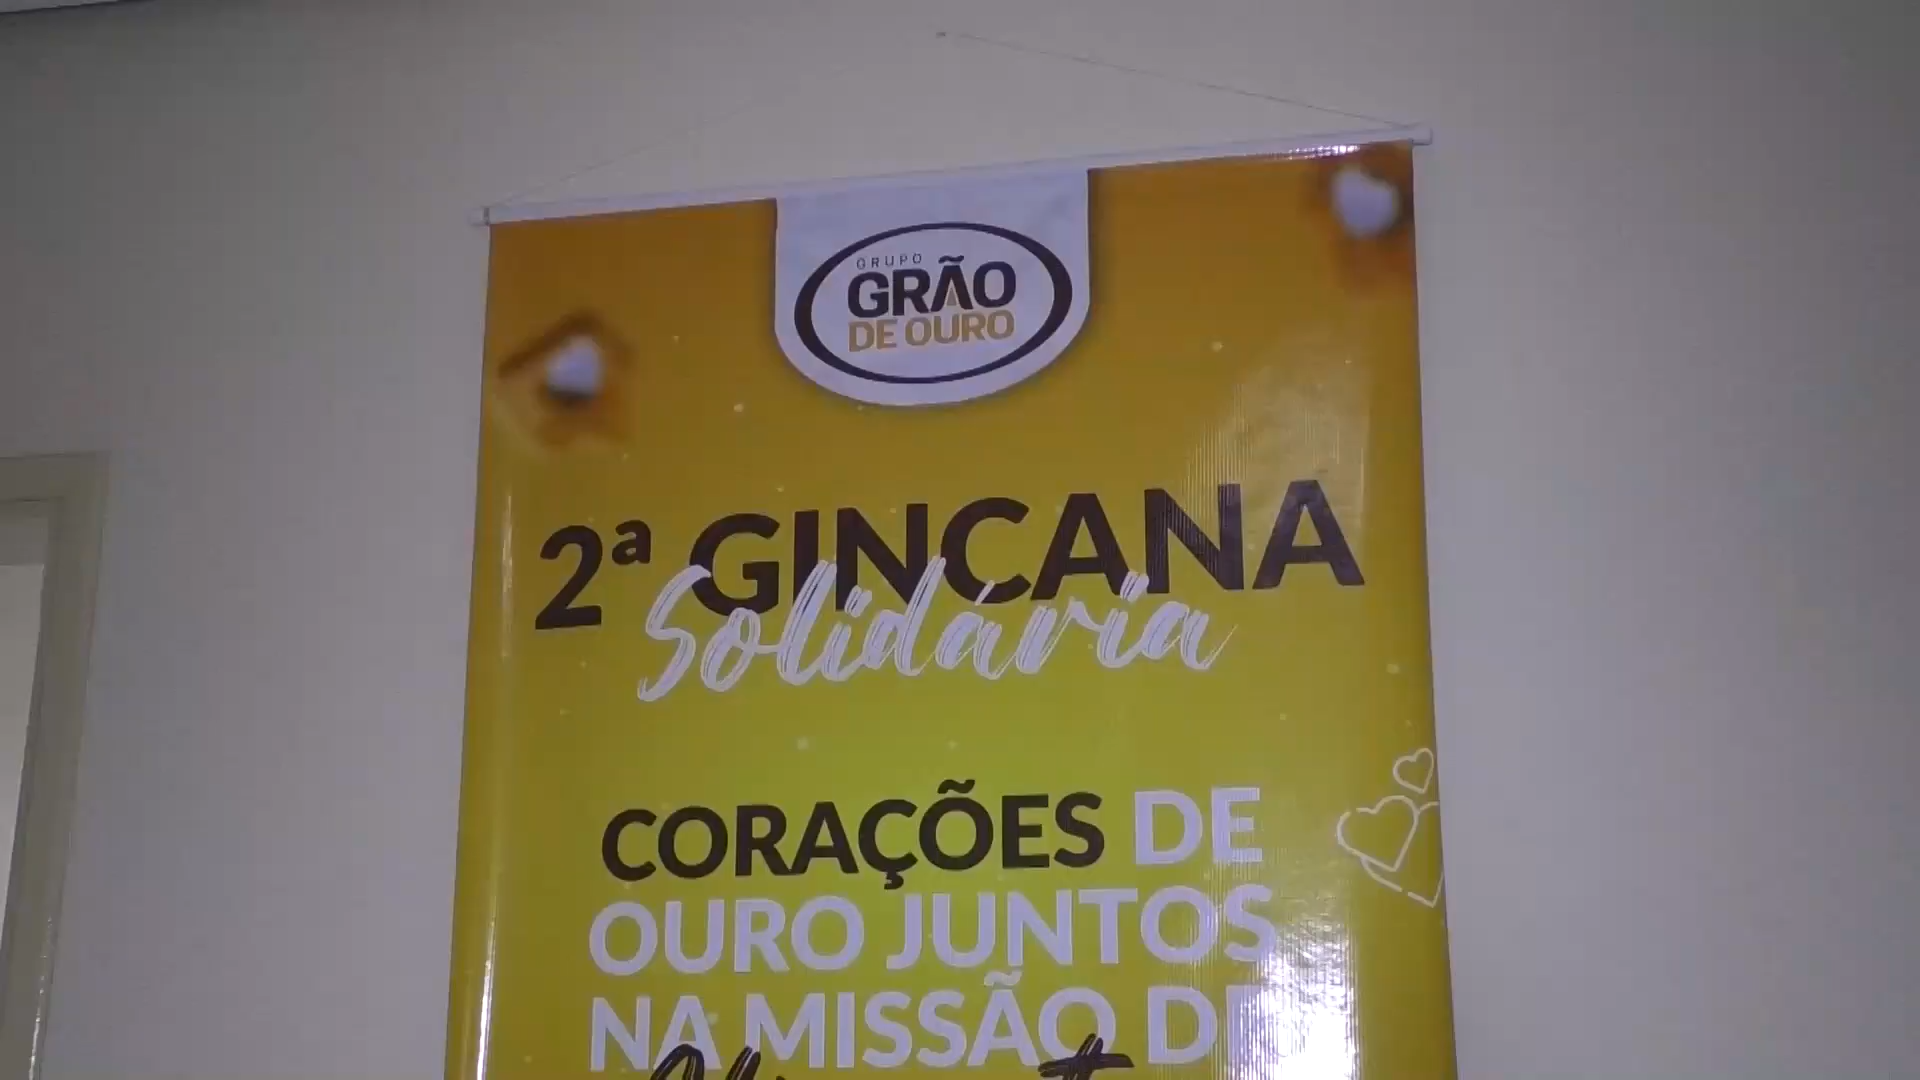 GRUPO
GRÃO
DE OURO
2ª GINCANA
Solidária
CORAÇÕES DE
OURO JUNTOS
NA MISSÃO DE